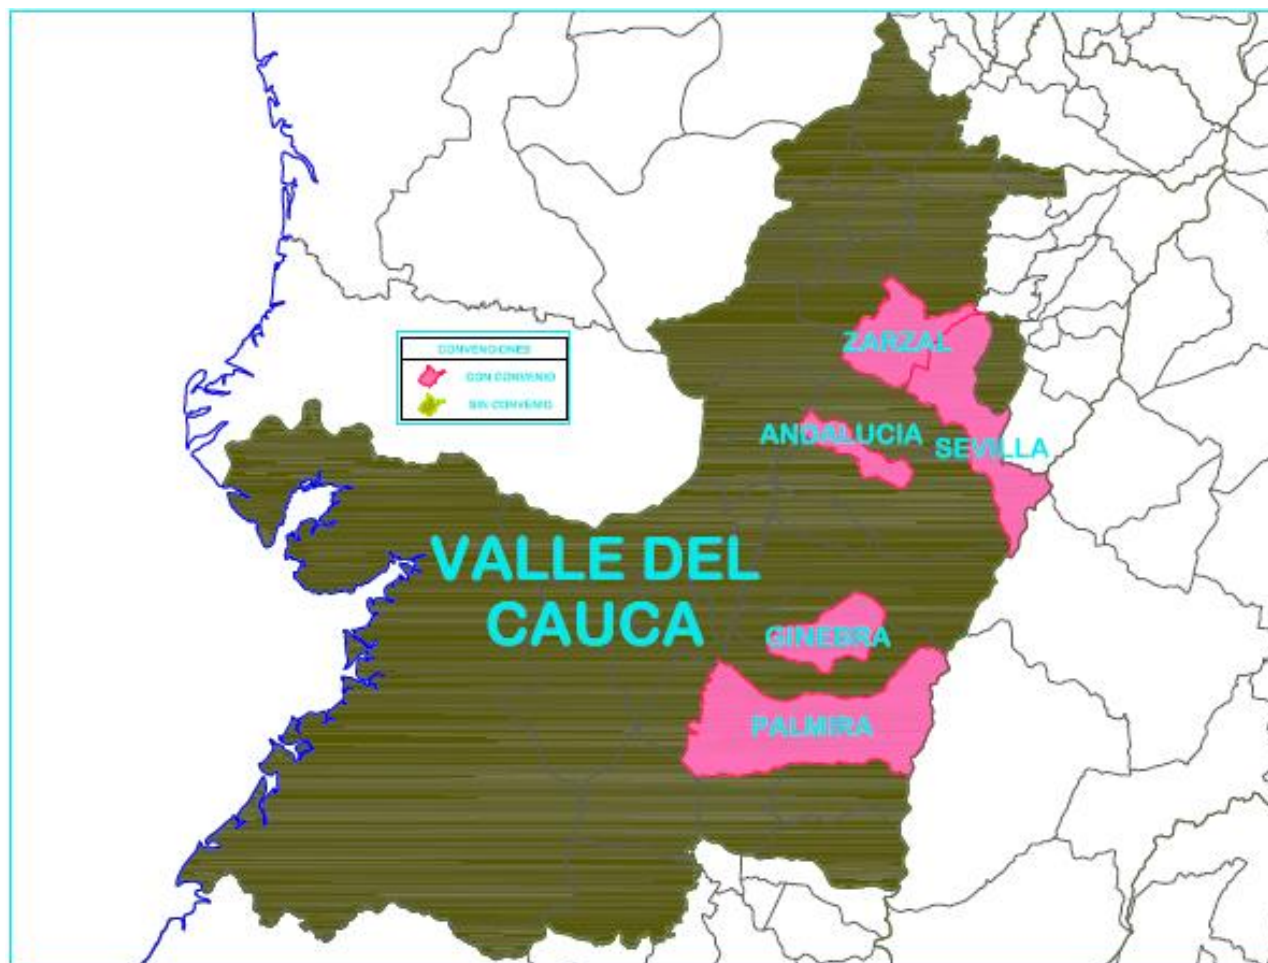 CONVENCIONES
CON CONVENIO
SIN CONVENIO
ZARZAL
ANDALUCIA
SEVILLA
VALLE DEL
CAUCA
GINEBRA
PALMIRA